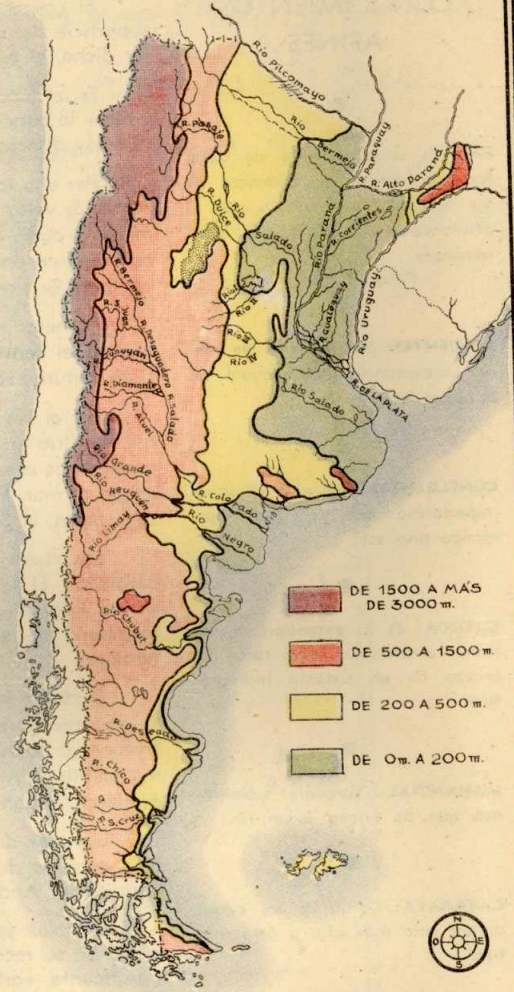 Río Pilcomayo
R. Pasaje
Río
Bermejo
R. Paraguay
R. Alto Paraná
R. Dulce
Río
Salado
Río Paraná
R. Corrientes
R. Gualeguay
Río Uruguay
R. Bermejo
R. S. Juan
R. Desaguadero
Río II
Río III
Río IV
R. Diamante
R. Salado
R. Atuel
R. DE LA PLATA
Río Salado
Río Grande
Río Neuquén
R. Colorado
Río Limay
Río
Negro
R. Chubut
R. Deseado
R. Chico
R. S. Cruz
DE 1500 A MÁS
DE 3000 m.
DE 500 A 1500 m.
DE 200 A 500 m.
DE 0 m. A 200 m.
N
O
E
S